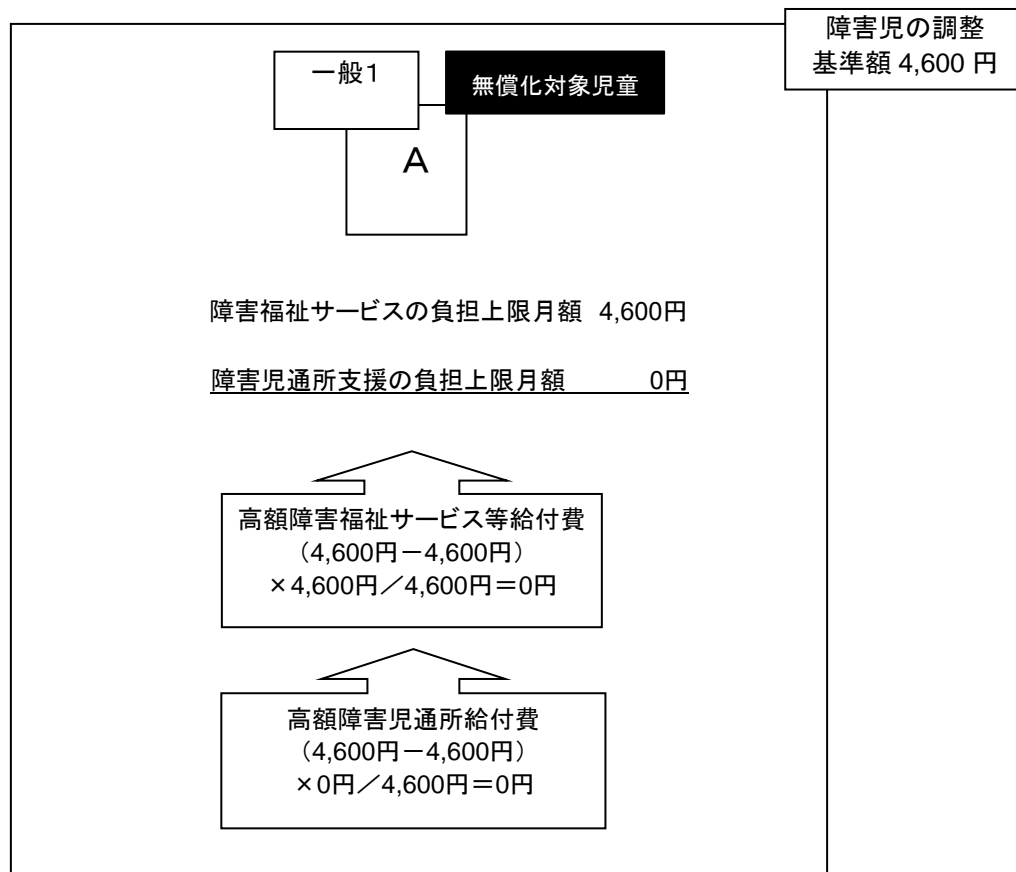 障害児の調整
基準額 4,600 円
一般1
無償化対象児童
A
障害福祉サービスの負担上限月額 4,600円
障害児通所支援の負担上限月額 0円
高額障害福祉サービス等給付費
(4,600円-4,600円)
×4,600円/4,600円=0円
高額障害児通所給付費
(4,600円-4,600円)
×0円/4,600円=0円